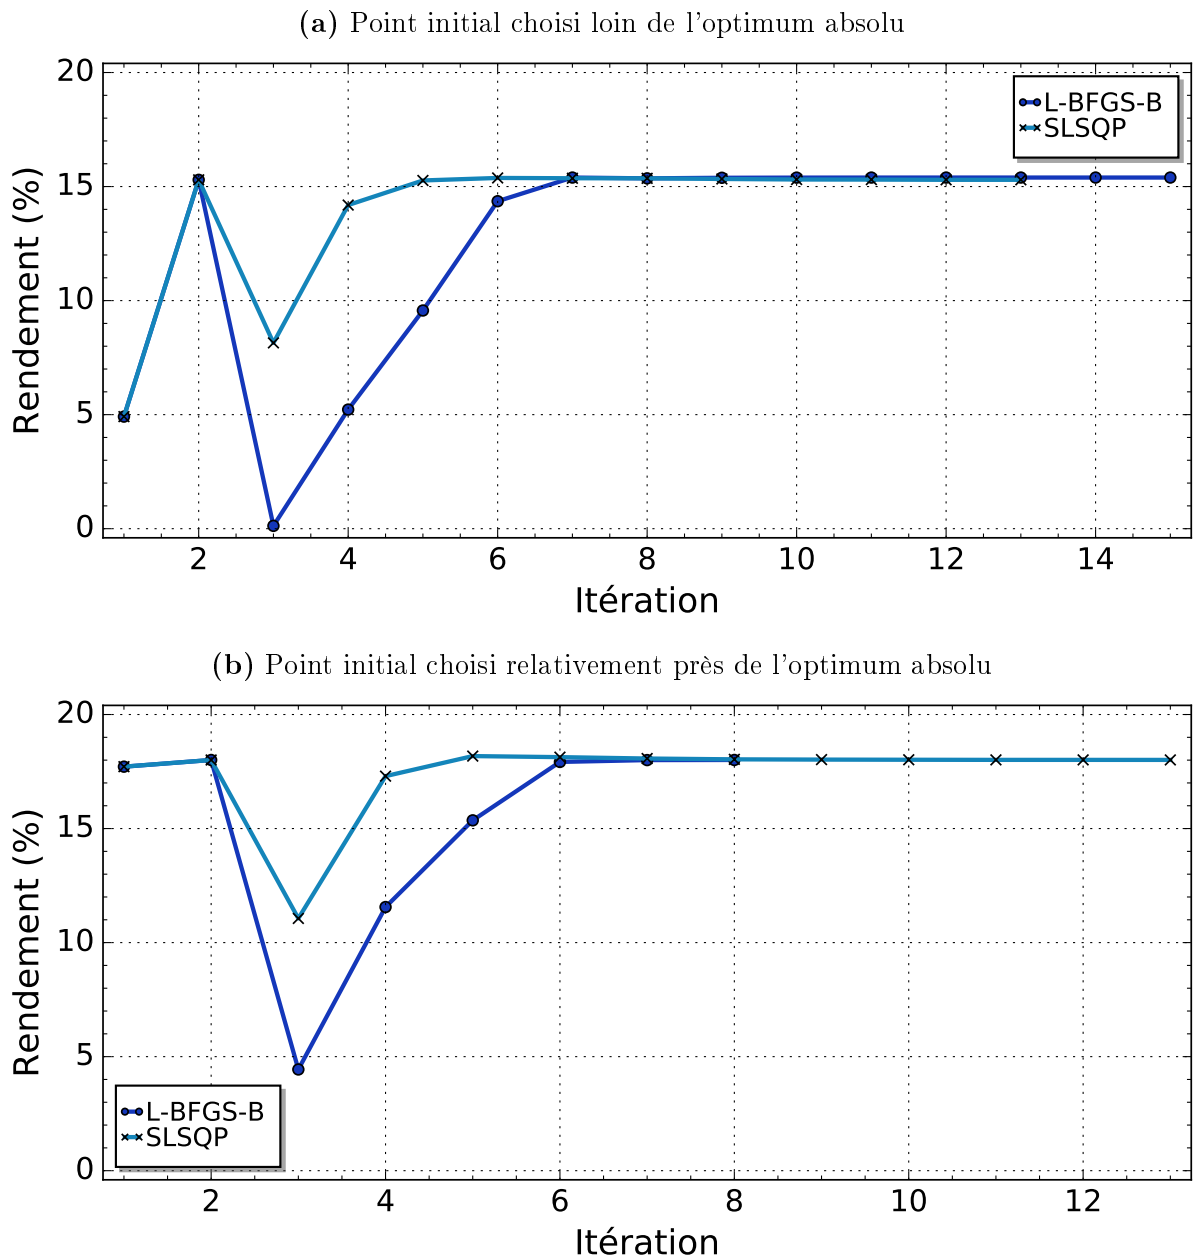 (a) Point initial choisi loin de l'optimum absolu
20
15
10
5
0
Rendement (%)
L-BFGS-B
SLSQP
2 4 6 8 10 12 14
Itération
(b) Point initial choisi relativement près de l'optimum absolu
20
15
10
5
0
Rendement (%)
L-BFGS-B
SLSQP
2 4 6 8 10 12
Itération